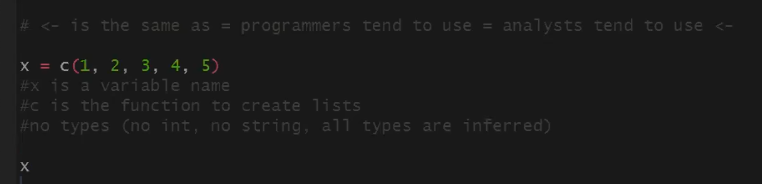 # <- is the same as = programmers tend to use = analysts tend to use <-
x = c(1, 2, 3, 4, 5)
#x is a variable name
#c is the function to create lists
#no types (no int, no string, all types are inferred)
x